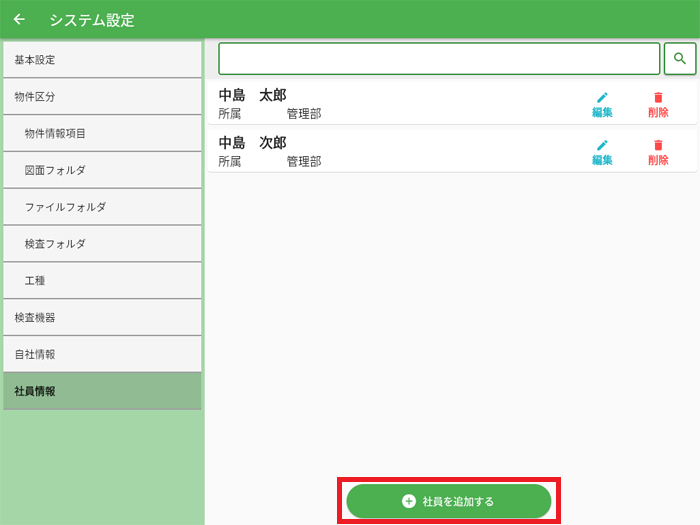 システム設定
基本設定
物件区分
物件情報項目
図面フォルダ
ファイルフォルダ
検査フォルダ
工種
検査機器
自社情報
社員情報
中島　太郎
所属　管理部
編集
削除
中島　次郎
所属　管理部
編集
削除
社員を追加する